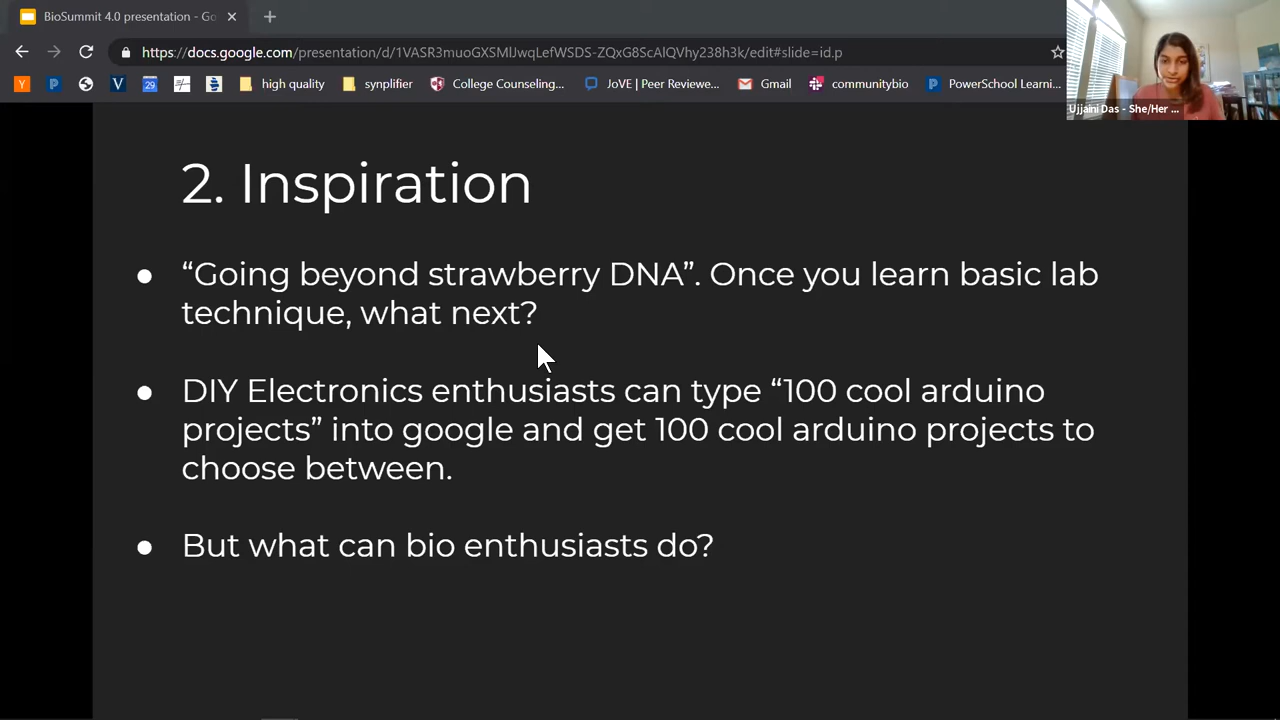 BioSummit 4.0 presentation - Go
https://docs.google.com/presentation/d/1VASR3muoGXSMlJwqLefWSDS-ZQxG8ScAlQVhy238h3k/edit#slide=id.p
Y P V 29 high quality simplifier College Counseling... JoVE | Peer Reviewe... Gmail communitybio P PowerSchool Learni...
Ujjaini Das - She/Her ...
2. Inspiration
● “Going beyond strawberry DNA”. Once you learn basic lab
technique, what next?
● DIY Electronics enthusiasts can type “100 cool arduino
projects” into google and get 100 cool arduino projects to
choose between.
● But what can bio enthusiasts do?